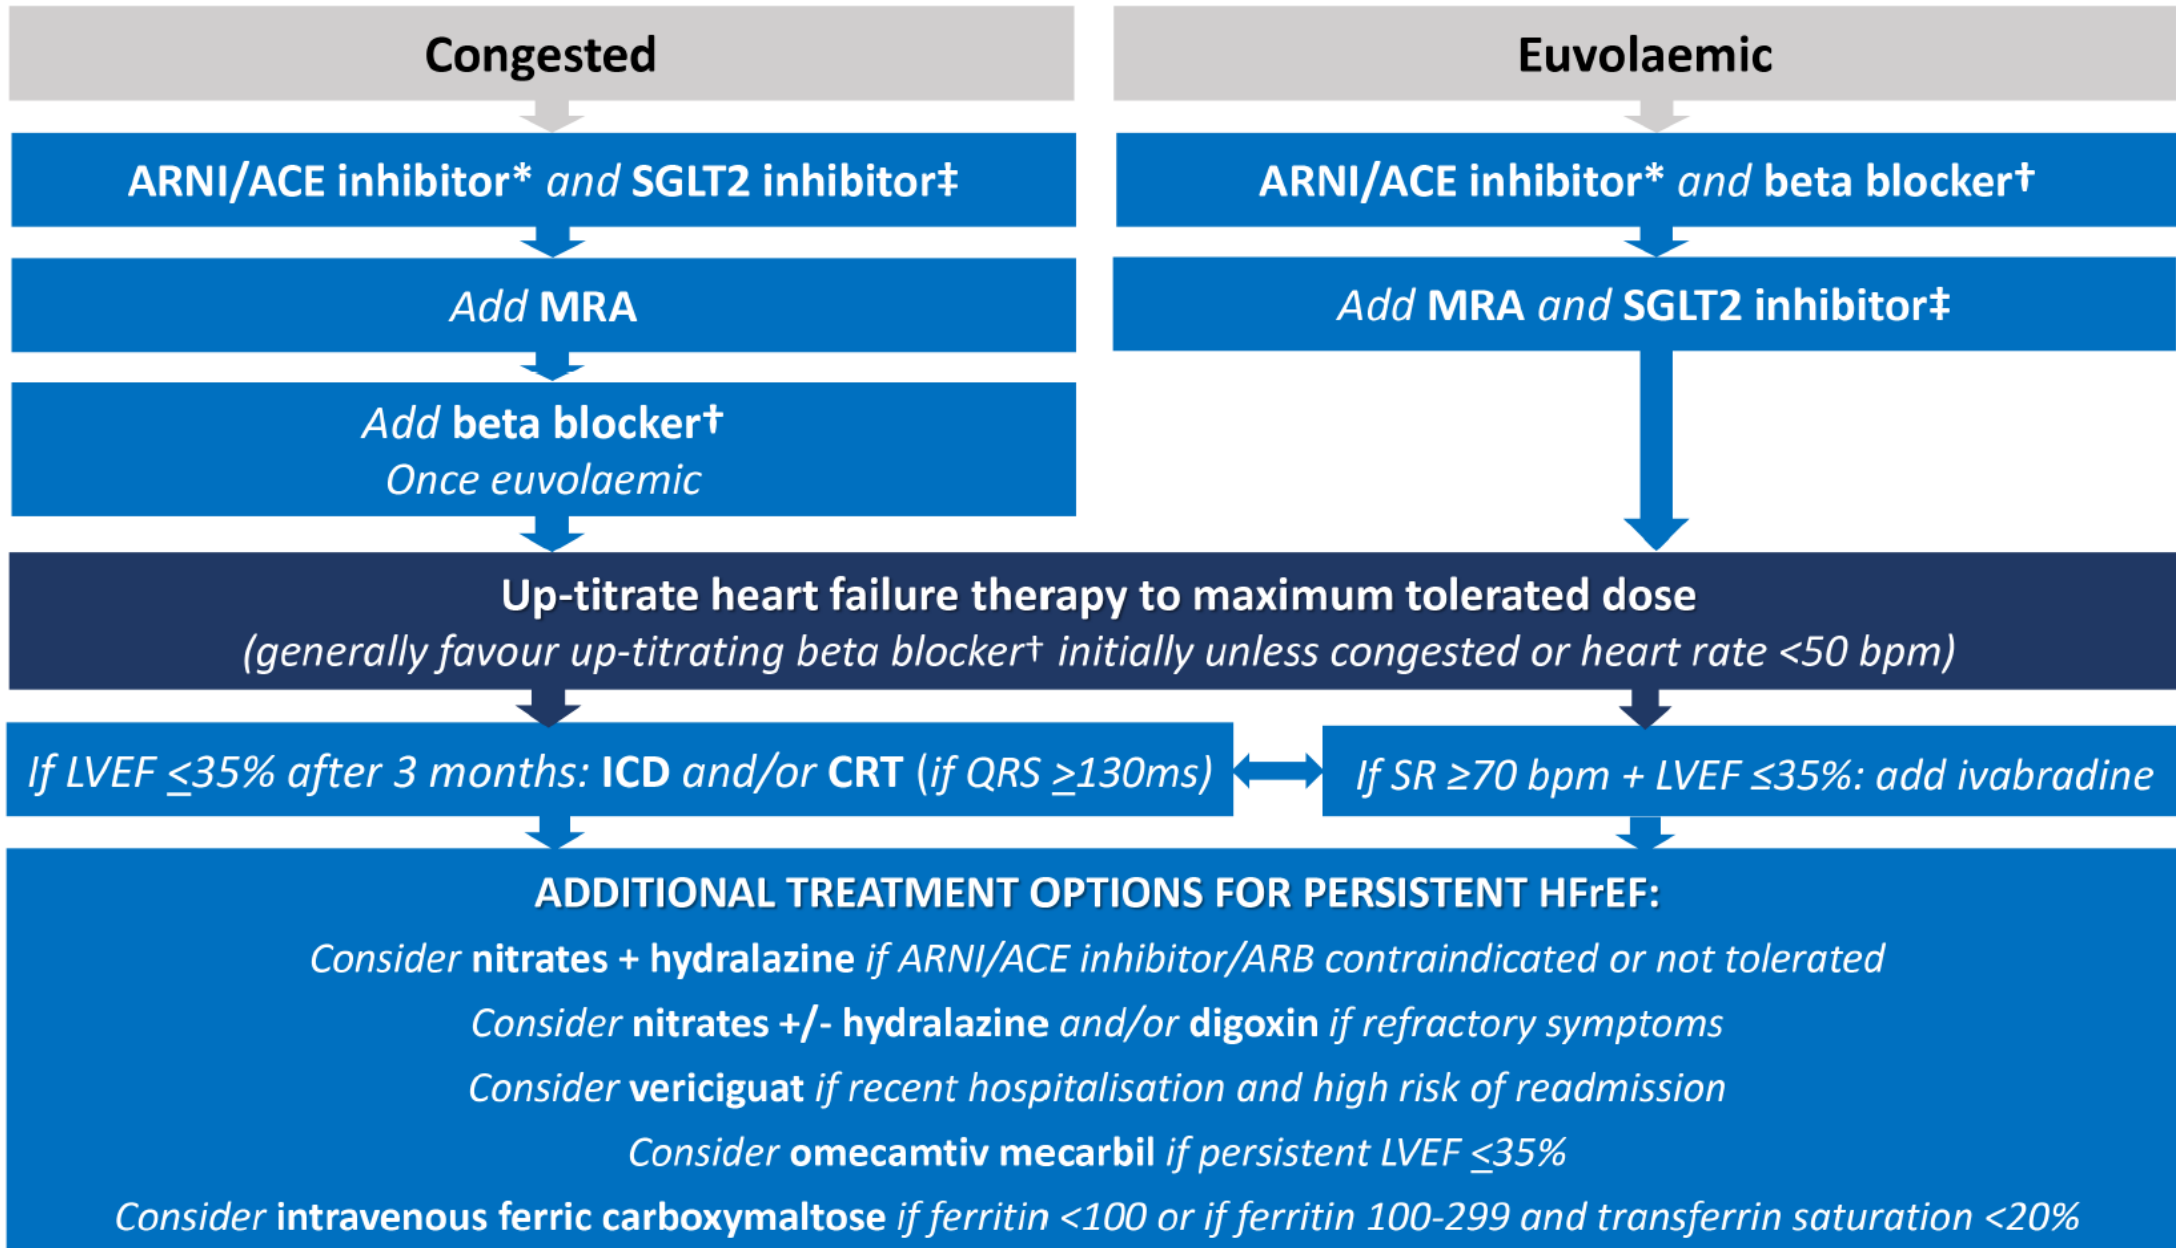 Congested
Euvolaemic
ARNI/ACE inhibitor* and SGLT2 inhibitor‡
ARNI/ACE inhibitor* and beta blocker†
Add MRA
Add MRA and SGLT2 inhibitor‡
Add beta blocker†
Once euvolaemic
Up-titrate heart failure therapy to maximum tolerated dose
(generally favour up-titrating beta blocker† initially unless congested or heart rate <50 bpm)
If LVEF ≤35% after 3 months: ICD and/or CRT (if QRS ≥130ms)
If SR ≥70 bpm + LVEF ≤35%: add ivabradine
ADDITIONAL TREATMENT OPTIONS FOR PERSISTENT HFrEF:
Consider nitrates + hydralazine if ARNI/ACE inhibitor/ARB contraindicated or not tolerated
Consider nitrates +/- hydralazine and/or digoxin if refractory symptoms
Consider vericiguat if recent hospitalisation and high risk of readmission
Consider omecamtiv mecarbil if persistent LVEF ≤35%
Consider intravenous ferric carboxymaltose if ferritin <100 or if ferritin 100-299 and transferrin saturation <20%